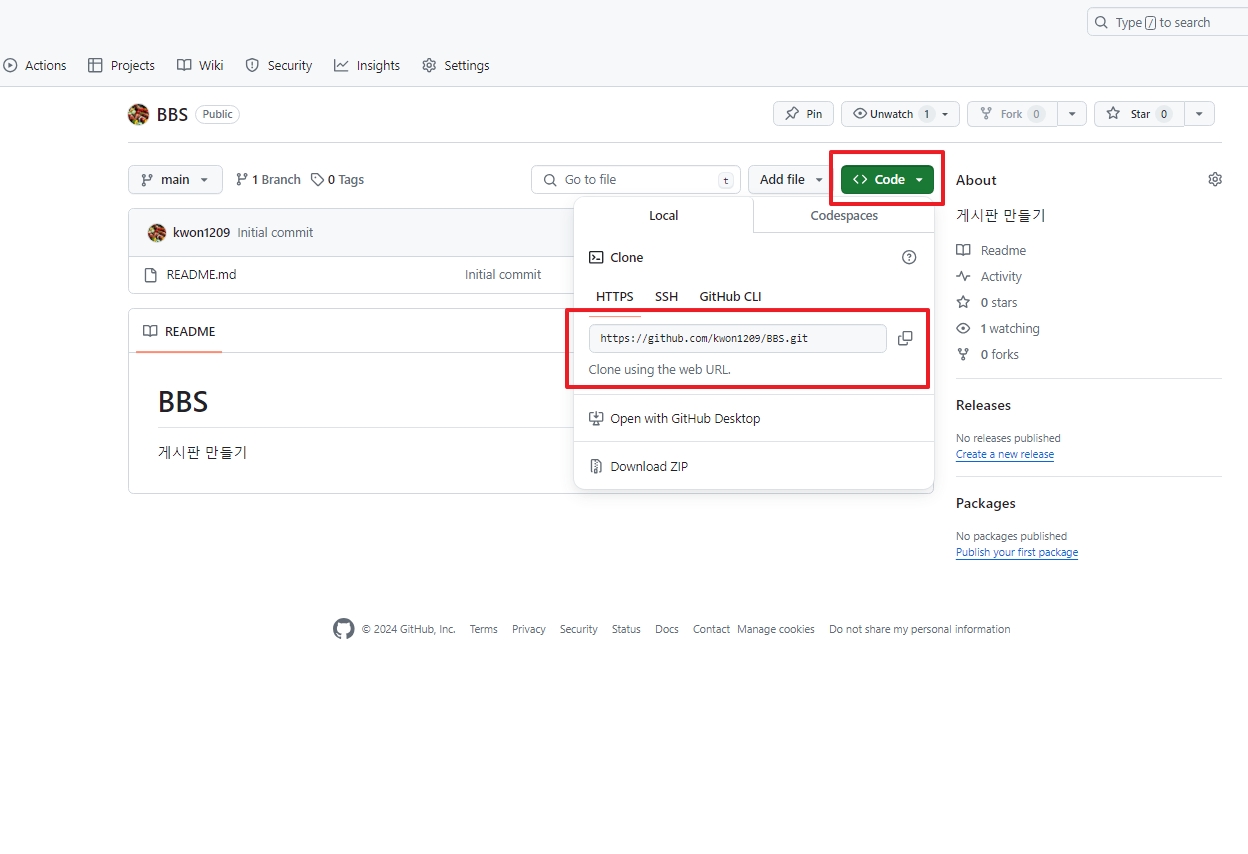 Type / to search
Actions Projects Wiki Security Insights Settings
BBS Public Pin Unwatch 1 Fork 0 Star 0
main 1 Branch 0 Tags Go to file t Add file Code
kwon1209 Initial commit
README.md Initial commit
README
BBS
게시판 만들기
Local Codespaces
Clone
HTTPS SSH GitHub CLI
https://github.com/kwon1209/BBS.git
Clone using the web URL.
Open with GitHub Desktop
Download ZIP
About
게시판 만들기
Readme
Activity
0 stars
1 watching
0 forks
Releases
No releases published
Create a new release
Packages
No packages published
Publish your first package
© 2024 GitHub, Inc. Terms Privacy Security Status Docs Contact Manage cookies Do not share my personal information